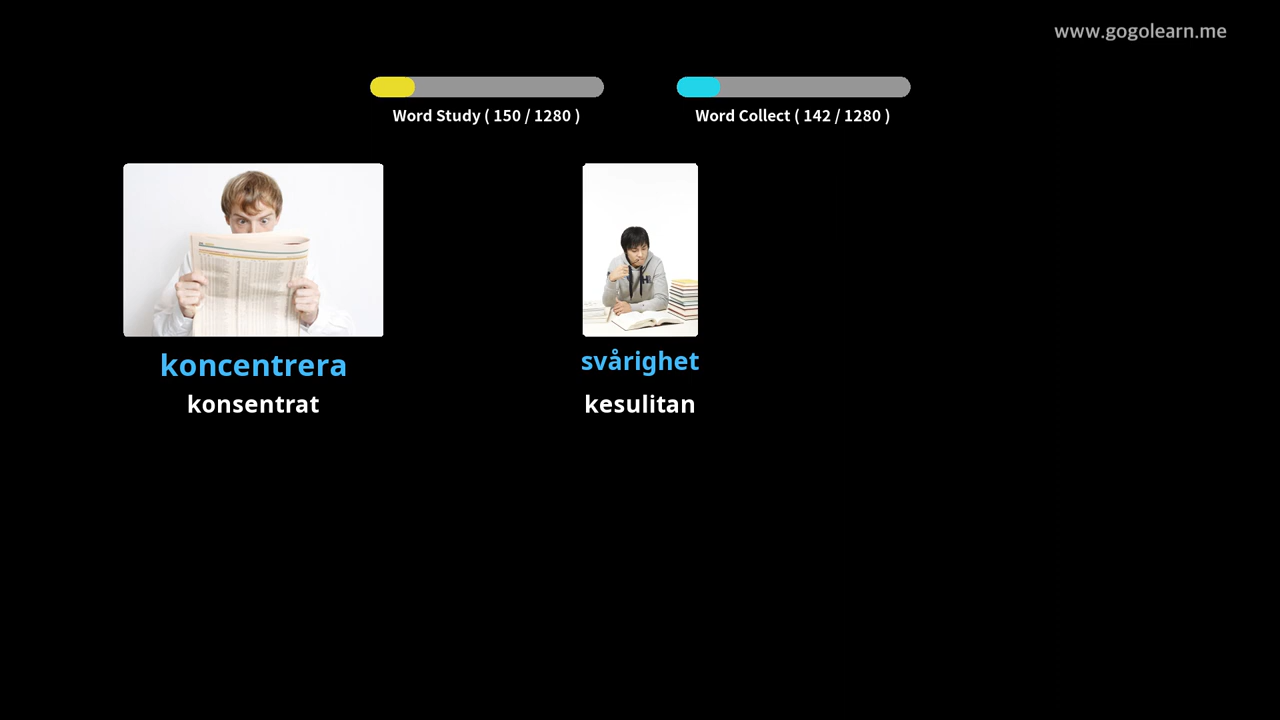 www.gogolearn.me
Word Study ( 150 / 1280 )
Word Collect ( 142 / 1280 )
koncentrera
konsentrat
svårighet
kesulitan